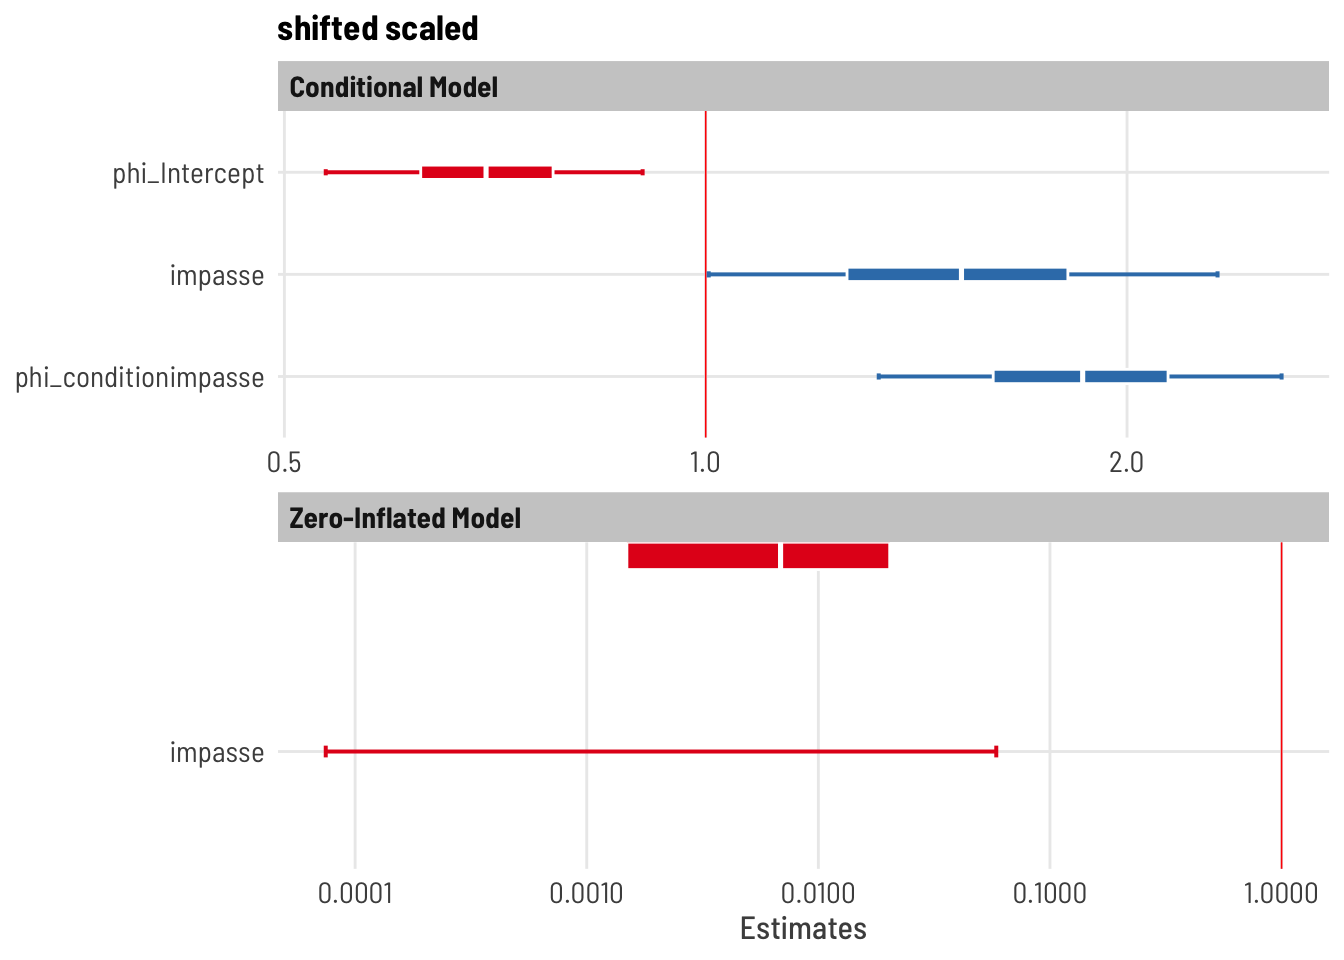 shifted scaled
Conditional Model
phi_Intercept
impasse
phi_conditionimpasse
0.5 1.0 2.0
Zero-Inflated Model
impasse
0.0001 0.0010 0.0100 0.1000 1.0000
Estimates